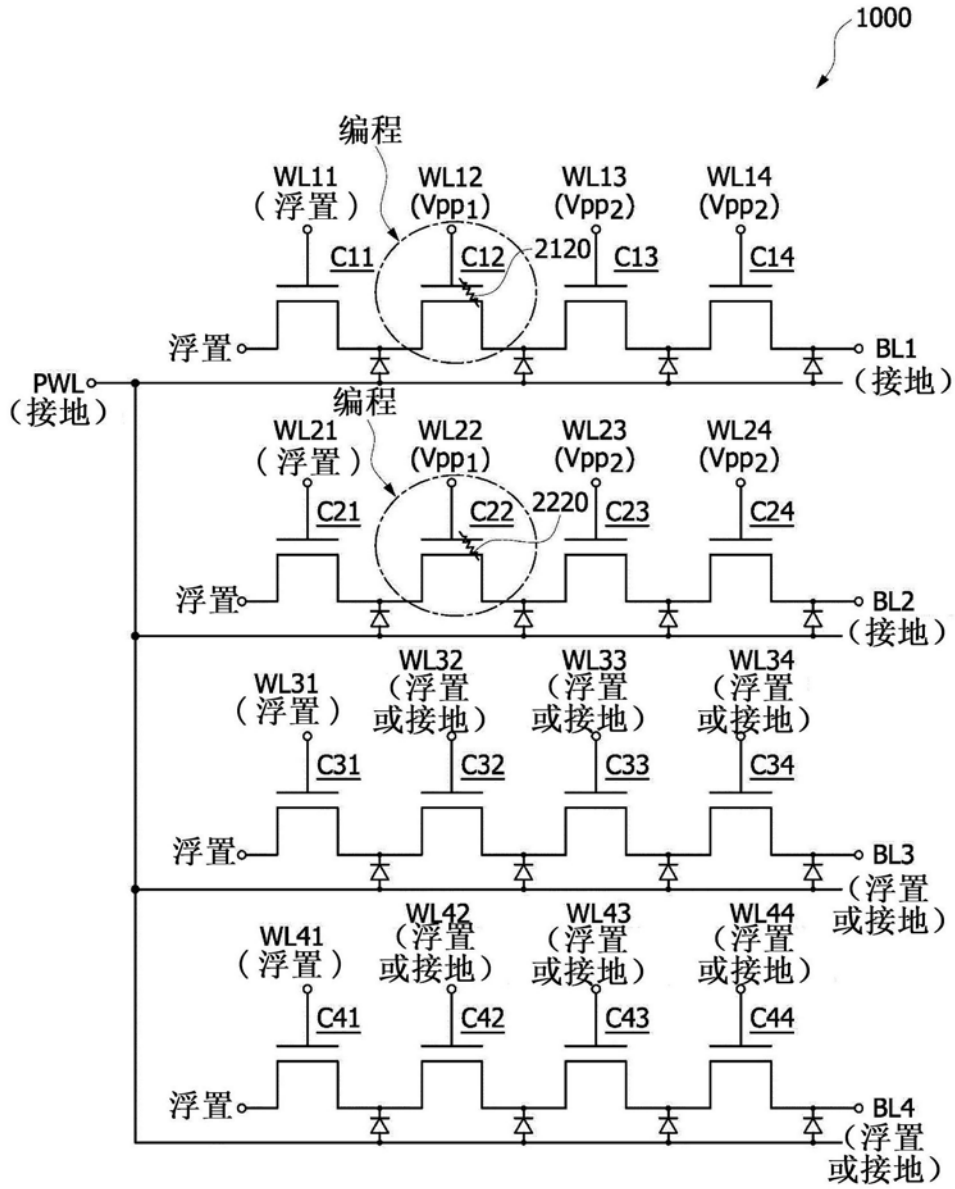 1000
编程
WL11
（浮置）
WL12
(Vpp1)
WL13
(Vpp2)
WL14
(Vpp2)
C11
C12
2120
C13
C14
浮置
BL1
（接地）
PWL
（接地）
编程
WL21
（浮置）
WL22
(Vpp1)
WL23
(Vpp2)
WL24
(Vpp2)
C21
C22
2220
C23
C24
浮置
BL2
（接地）
WL31
（浮置）
WL32
（浮置
或接地）
WL33
（浮置
或接地）
WL34
（浮置
或接地）
C31
C32
C33
C34
浮置
BL3
（浮置
或接地）
WL41
（浮置）
WL42
（浮置
或接地）
WL43
（浮置
或接地）
WL44
（浮置
或接地）
C41
C42
C43
C44
浮置
BL4
（浮置
或接地）